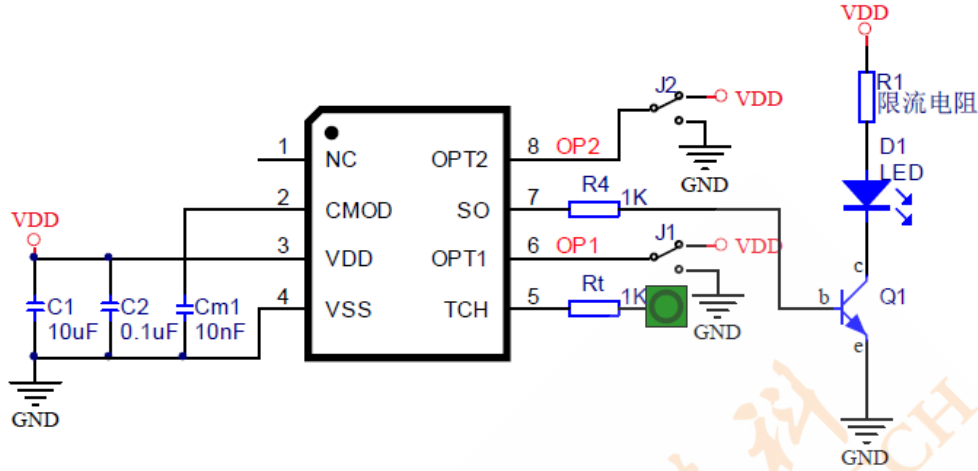 VDD
R1
限流电阻
D1
LED
c
b
Q1
e
GND
J2
VDD
GND
1
NC
OPT2
8
OP2
2
CMOD
SO
7
R4
1K
VDD
3
VDD
OPT1
6
OP1
J1
VDD
GND
4
VSS
TCH
5
Rt
1K
C1
10uF
C2
0.1uF
Cm1
10nF
GND
科
CH